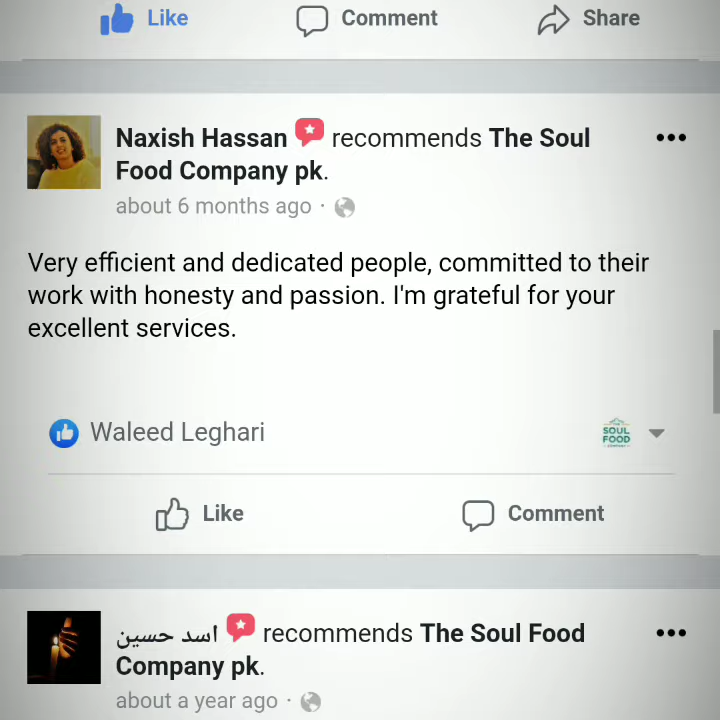 Like Comment Share
Naxish Hassan recommends The Soul
Food Company pk.
about 6 months ago ·
Very efficient and dedicated people, committed to their
work with honesty and passion. I'm grateful for your
excellent services.
Waleed Leghari
SOUL
FOOD
Like Comment
اسد حسین recommends The Soul Food
Company pk.
about a year ago ·